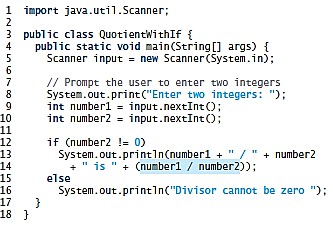 1 import java.util.Scanner;
2
3 public class QuotientWithIf {
4 public static void main(String[] args) {
5 Scanner input = new Scanner(System.in);
6
7 // Prompt the user to enter two integers
8 System.out.print("Enter two integers: ");
9 int number1 = input.nextInt();
10 int number2 = input.nextInt();
11
12 if (number2 != 0)
13 System.out.println(number1 + " / " + number2
14 + " is " + (number1 / number2));
15 else
16 System.out.println("Divisor cannot be zero ");
17 }
18 }